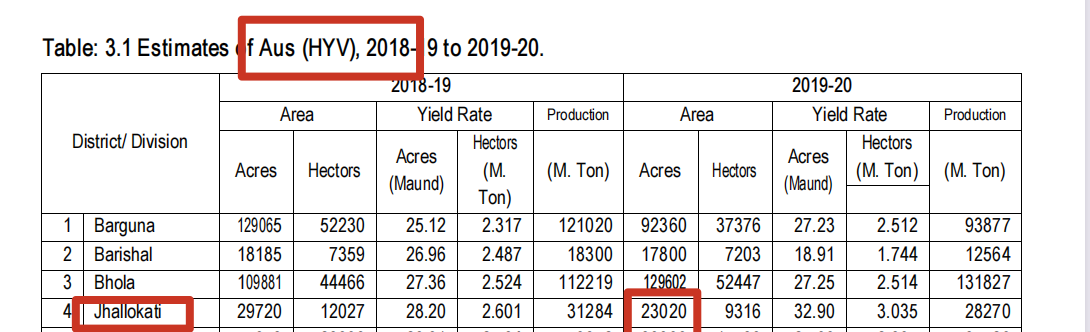 Table: 3.1 Estimates of Aus (HYV), 2018-19 to 2019-20.
2018-19 2019-20
Area Yield Rate Production Area Yield Rate Production
District/ Division
Acres Hectors Acres (Maund) Hectors (M. Ton) (M. Ton) Acres Hectors Acres (Maund) Hectors (M. Ton) (M. Ton)
1 Barguna 129065 52230 25.12 2.317 121020 92360 37376 27.23 2.512 93877
2 Barishal 18185 7359 26.96 2.487 18300 17800 7203 18.91 1.744 12564
3 Bhola 109881 44466 27.36 2.524 112219 129602 52447 27.25 2.514 131827
4 Jhallokati 29720 12027 28.20 2.601 31284 23020 9316 32.90 3.035 28270